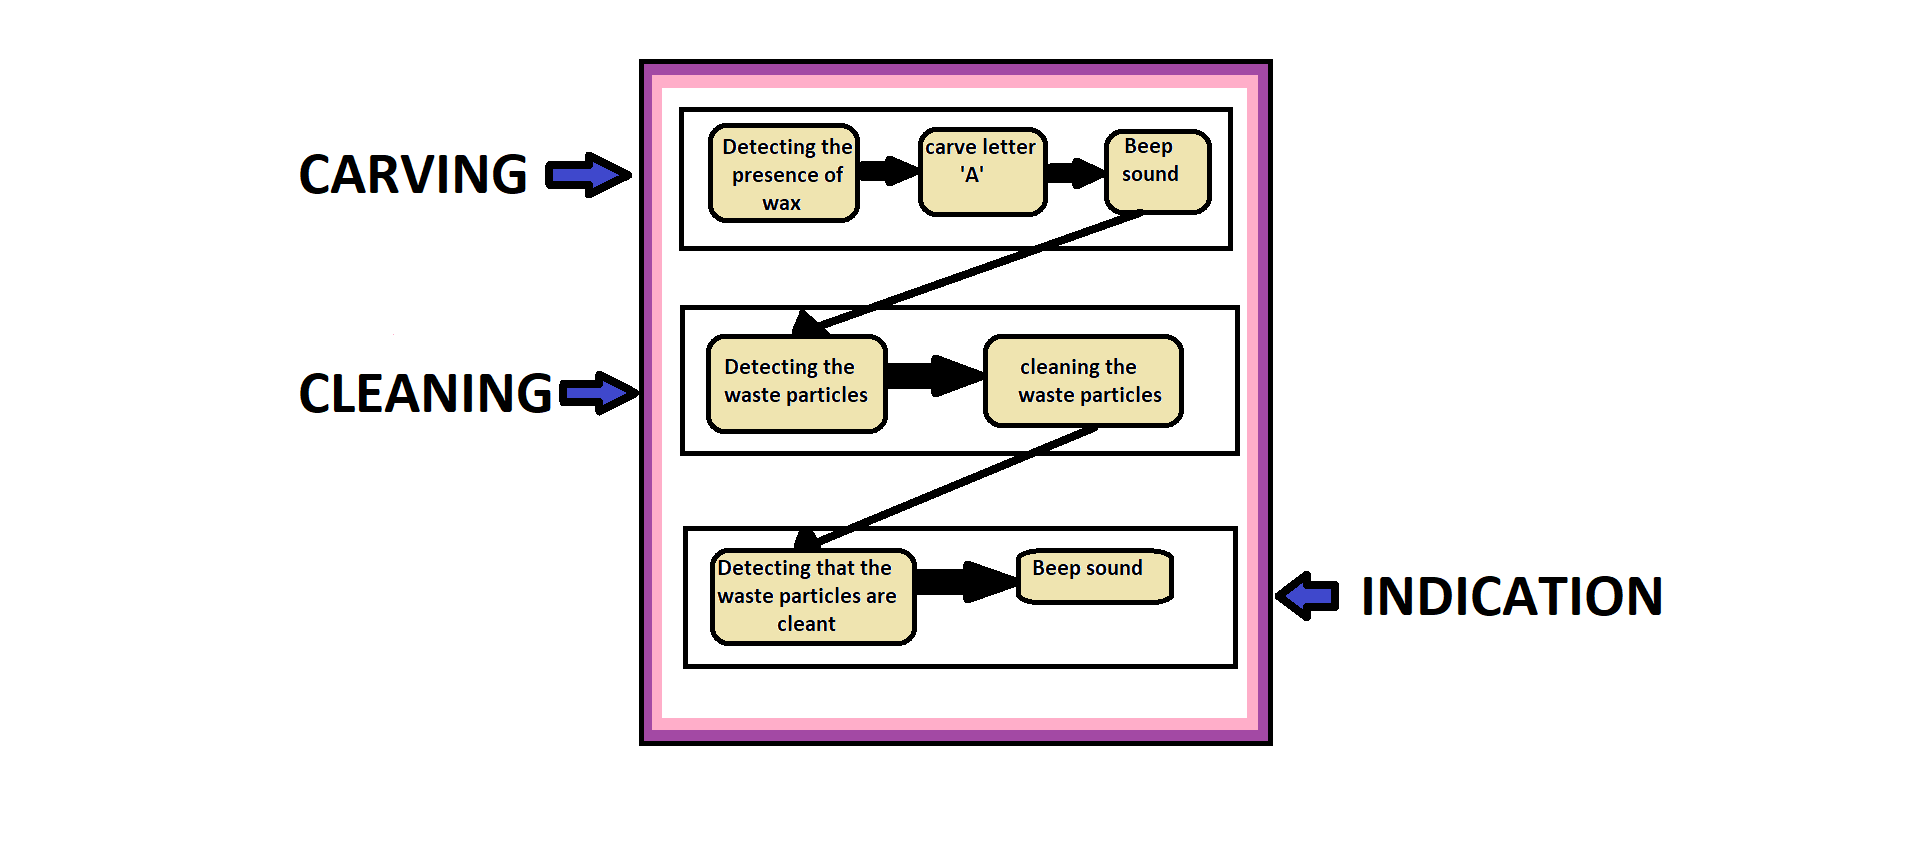 CARVING
Detecting the
presence of
wax
carve letter
'A'
Beep
sound
CLEANING
Detecting the
waste particles
cleaning the
waste particles
Detecting that the
waste particles are
cleant
Beep sound
INDICATION